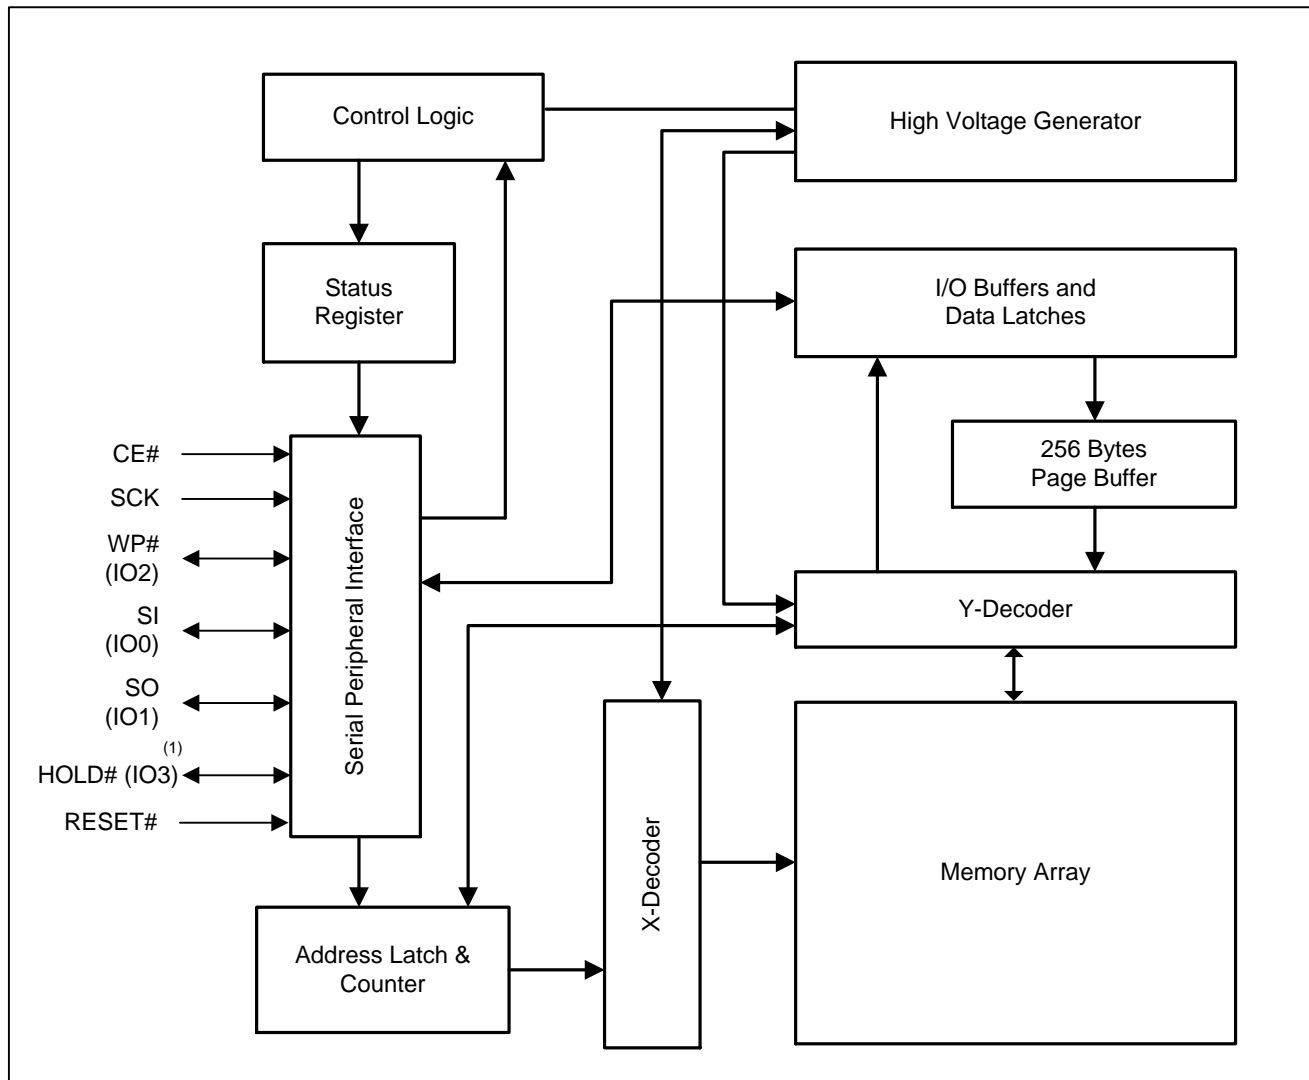 Control Logic
High Voltage Generator
Status
Register
I/O Buffers and
Data Latches
256 Bytes
Page Buffer
Y-Decoder
CE#
SCK
WP#
(IO2)
SI
(IO0)
SO
(IO1)
(1)
HOLD# (IO3)
RESET#
Serial Peripheral Interface
X-Decoder
Memory Array
Address Latch &
Counter